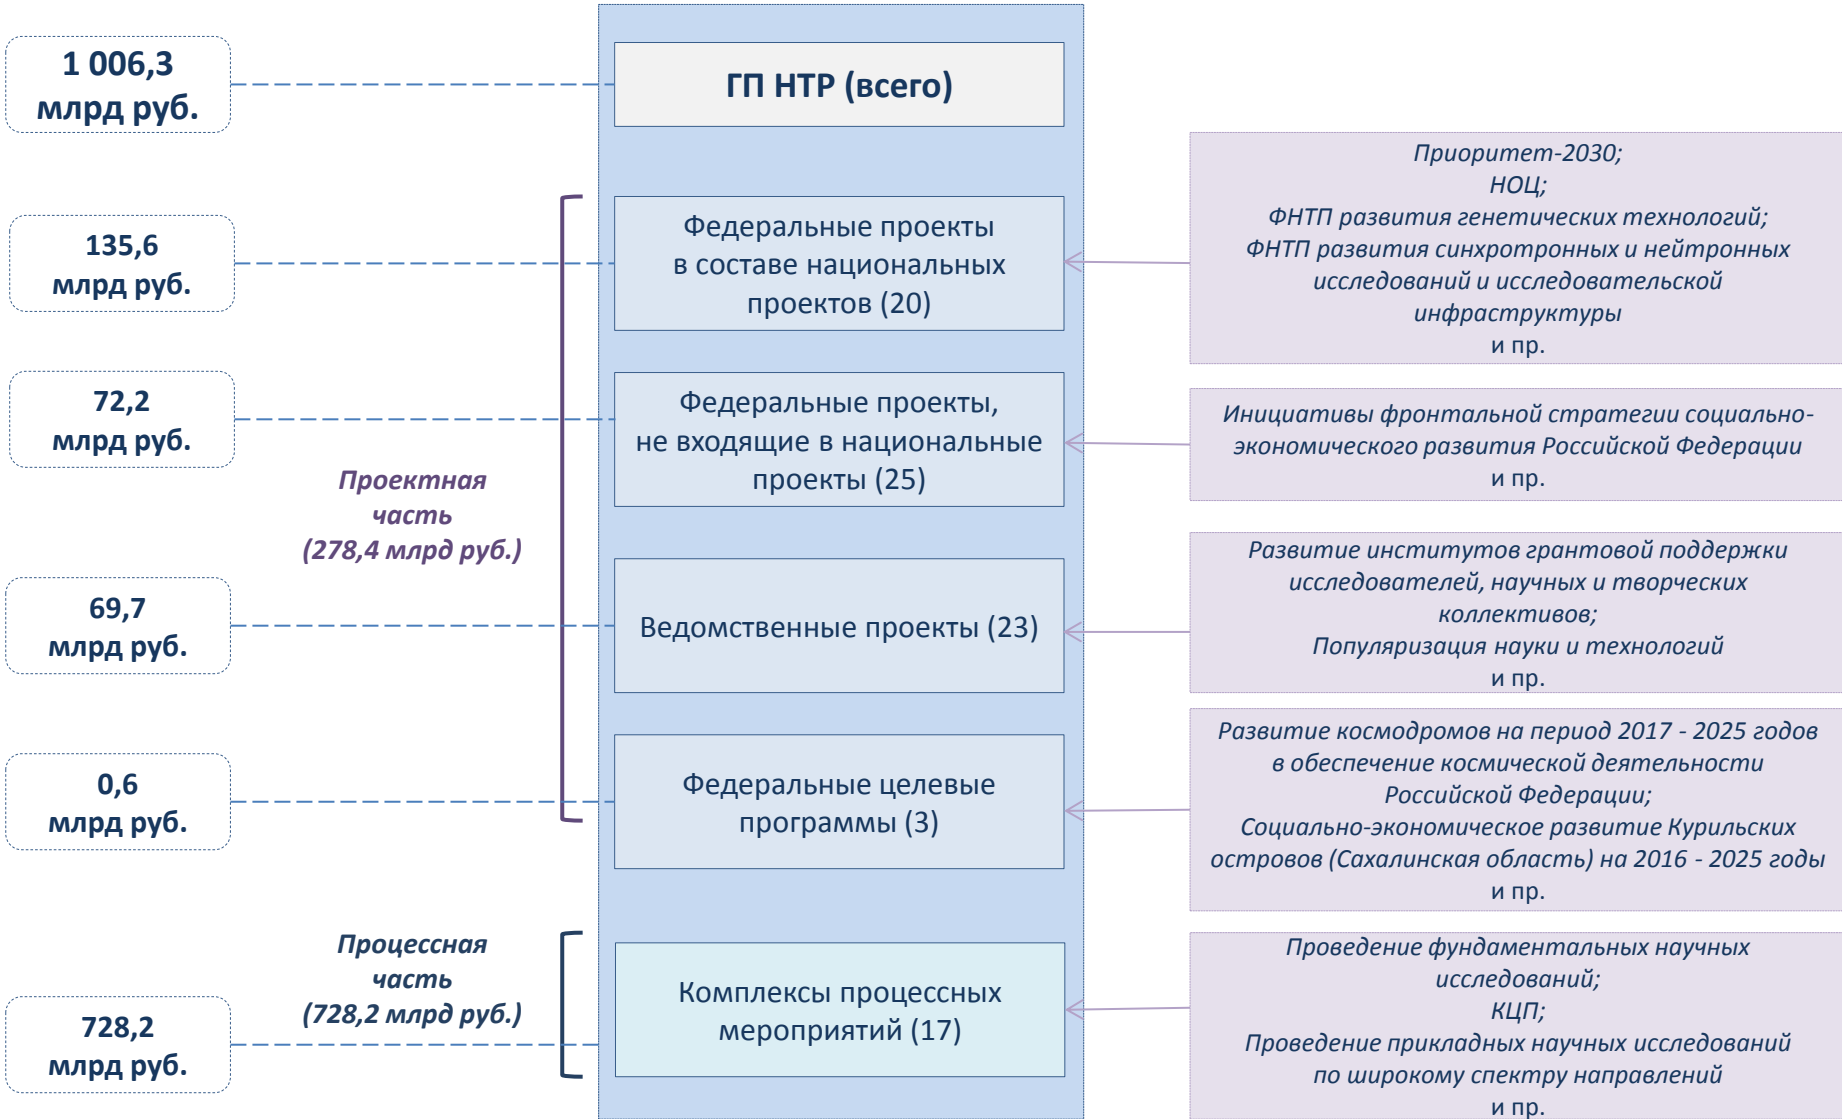 1 006,3
млрд руб.
ГП НТР (всего)
135,6
млрд руб.
Федеральные проекты
в составе национальных
проектов (20)
Приоритет-2030;
НОЦ;
ФНТП развития генетических технологий;
ФНТП развития синхротронных и нейтронных
исследований и исследовательской
инфраструктуры
и пр.
72,2
млрд руб.
Федеральные проекты,
не входящие в национальные
проекты (25)
Инициативы фронтальной стратегии социально-
экономического развития Российской Федерации
и пр.
Проектная
часть
(278,4 млрд руб.)
69,7
млрд руб.
Ведомственные проекты (23)
Развитие институтов грантовой поддержки
исследователей, научных и творческих
коллективов;
Популяризация науки и технологий
и пр.
0,6
млрд руб.
Федеральные целевые
программы (3)
Развитие космодромов на период 2017 - 2025 годов
в обеспечение космической деятельности
Российской Федерации;
Социально-экономическое развитие Курильских
островов (Сахалинская область) на 2016 - 2025 годы
и пр.
Процессная
часть
(728,2 млрд руб.)
728,2
млрд руб.
Комплексы процессных
мероприятий (17)
Проведение фундаментальных научных
исследований;
КЦП;
Проведение прикладных научных исследований
по широкому спектру направлений
и пр.